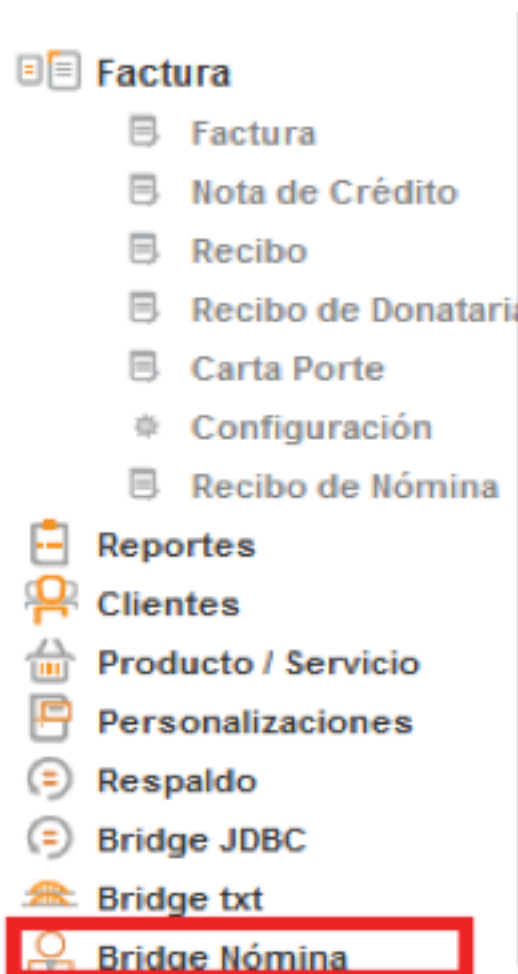 Factura
Factura
Nota de Crédito
Recibo
Recibo de Donataria
Carta Porte
Configuración
Recibo de Nómina
Reportes
Clientes
Producto / Servicio
Personalizaciones
Respaldo
Bridge JDBC
Bridge txt
Bridge Nómina